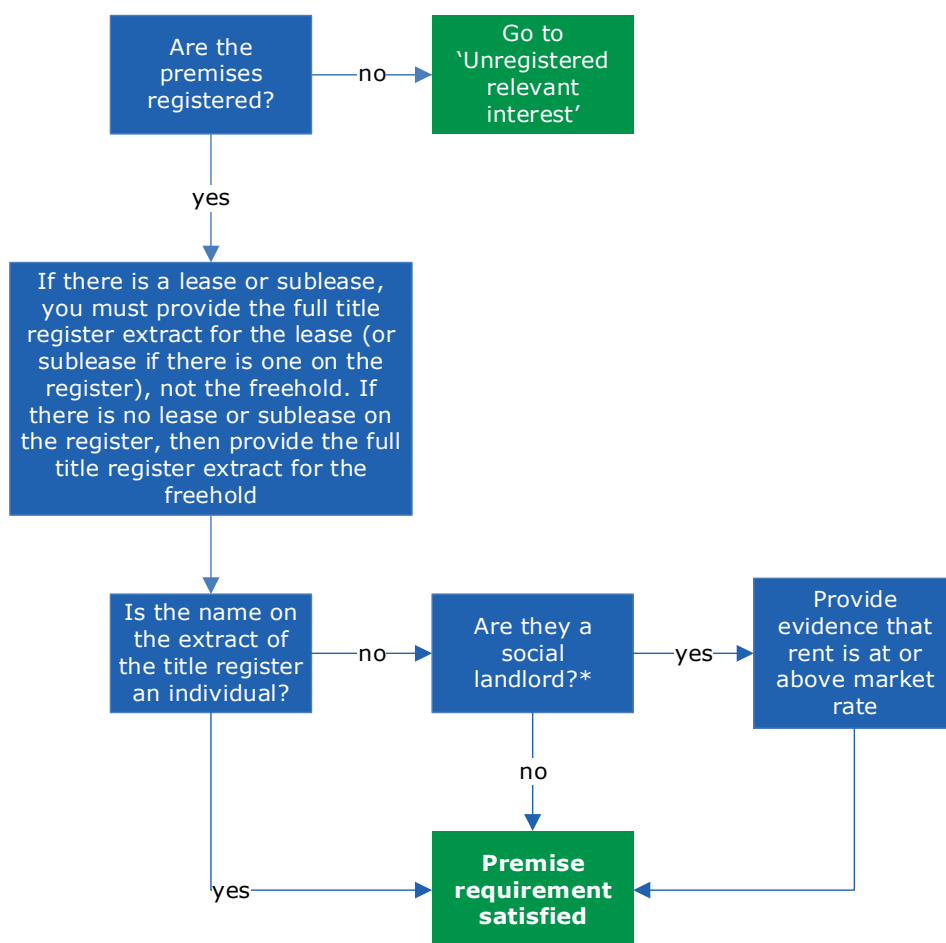 Are the
premises
registered?
no
Go to
‘Unregistered
relevant
interest’
yes
If there is a lease or sublease,
you must provide the full title
register extract for the lease (or
sublease if there is one on the
register), not the freehold. If
there is no lease or sublease on
the register, then provide the full
title register extract for the
freehold
Is the name on
the extract of
the title register
an individual?
no
Are they a
social
landlord?*
yes
Provide
evidence that
rent is at or
above market
rate
no
yes
Premise
requirement
satisfied